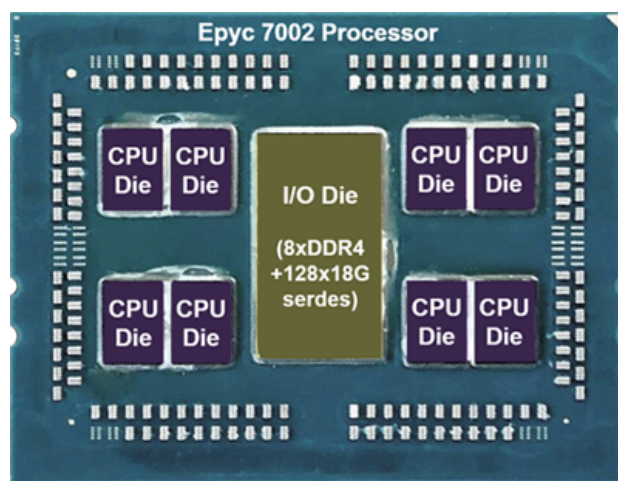 Epyc 7002 Processor
CPU Die
CPU Die
CPU Die
CPU Die
I/O Die
(8xDDR4
+128x18G
serdes)
CPU Die
CPU Die
CPU Die
CPU Die